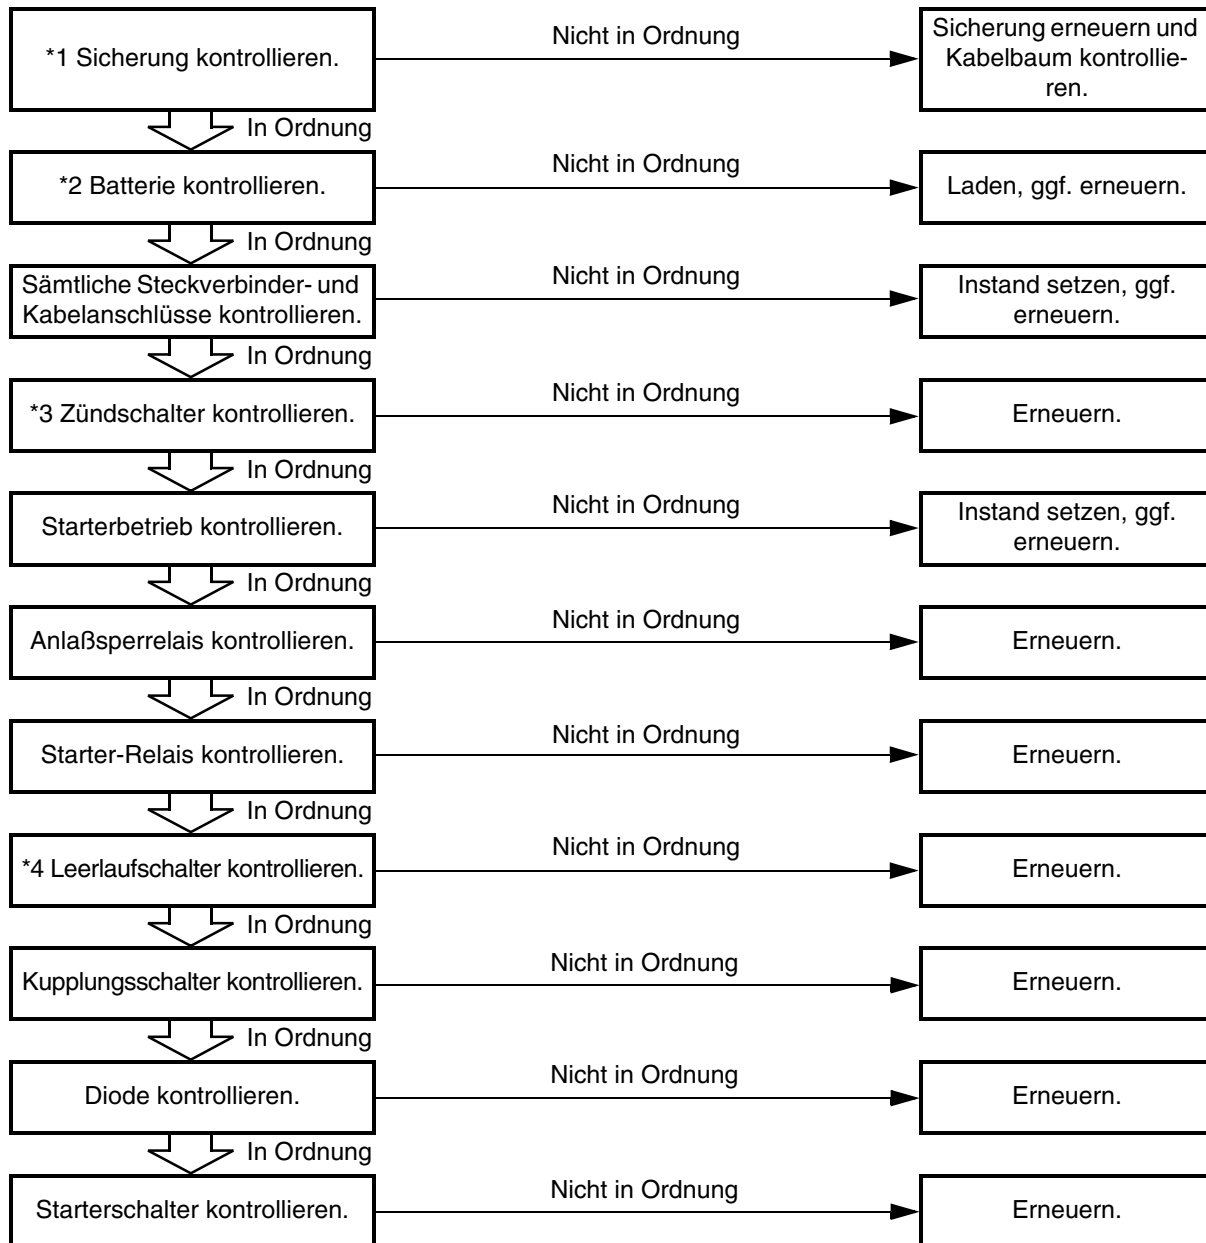 *1 Sicherung kontrollieren.
Nicht in Ordnung
Sicherung erneuern und
Kabelbaum kontrollie-
ren.
In Ordnung
*2 Batterie kontrollieren.
Nicht in Ordnung
Laden, ggf. erneuern.
In Ordnung
Sämtliche Steckverbinder- und
Kabelanschlüsse kontrollieren.
Nicht in Ordnung
Instand setzen, ggf.
erneuern.
In Ordnung
*3 Zündschalter kontrollieren.
Nicht in Ordnung
Erneuern.
In Ordnung
Starterbetrieb kontrollieren.
Nicht in Ordnung
Instand setzen, ggf.
erneuern.
In Ordnung
Anlaßsperrelais kontrollieren.
Nicht in Ordnung
Erneuern.
In Ordnung
Starter-Relais kontrollieren.
Nicht in Ordnung
Erneuern.
In Ordnung
*4 Leerlaufschalter kontrollieren.
Nicht in Ordnung
Erneuern.
In Ordnung
Kupplungsschalter kontrollieren.
Nicht in Ordnung
Erneuern.
In Ordnung
Diode kontrollieren.
Nicht in Ordnung
Erneuern.
In Ordnung
Starterschalter kontrollieren.
Nicht in Ordnung
Erneuern.